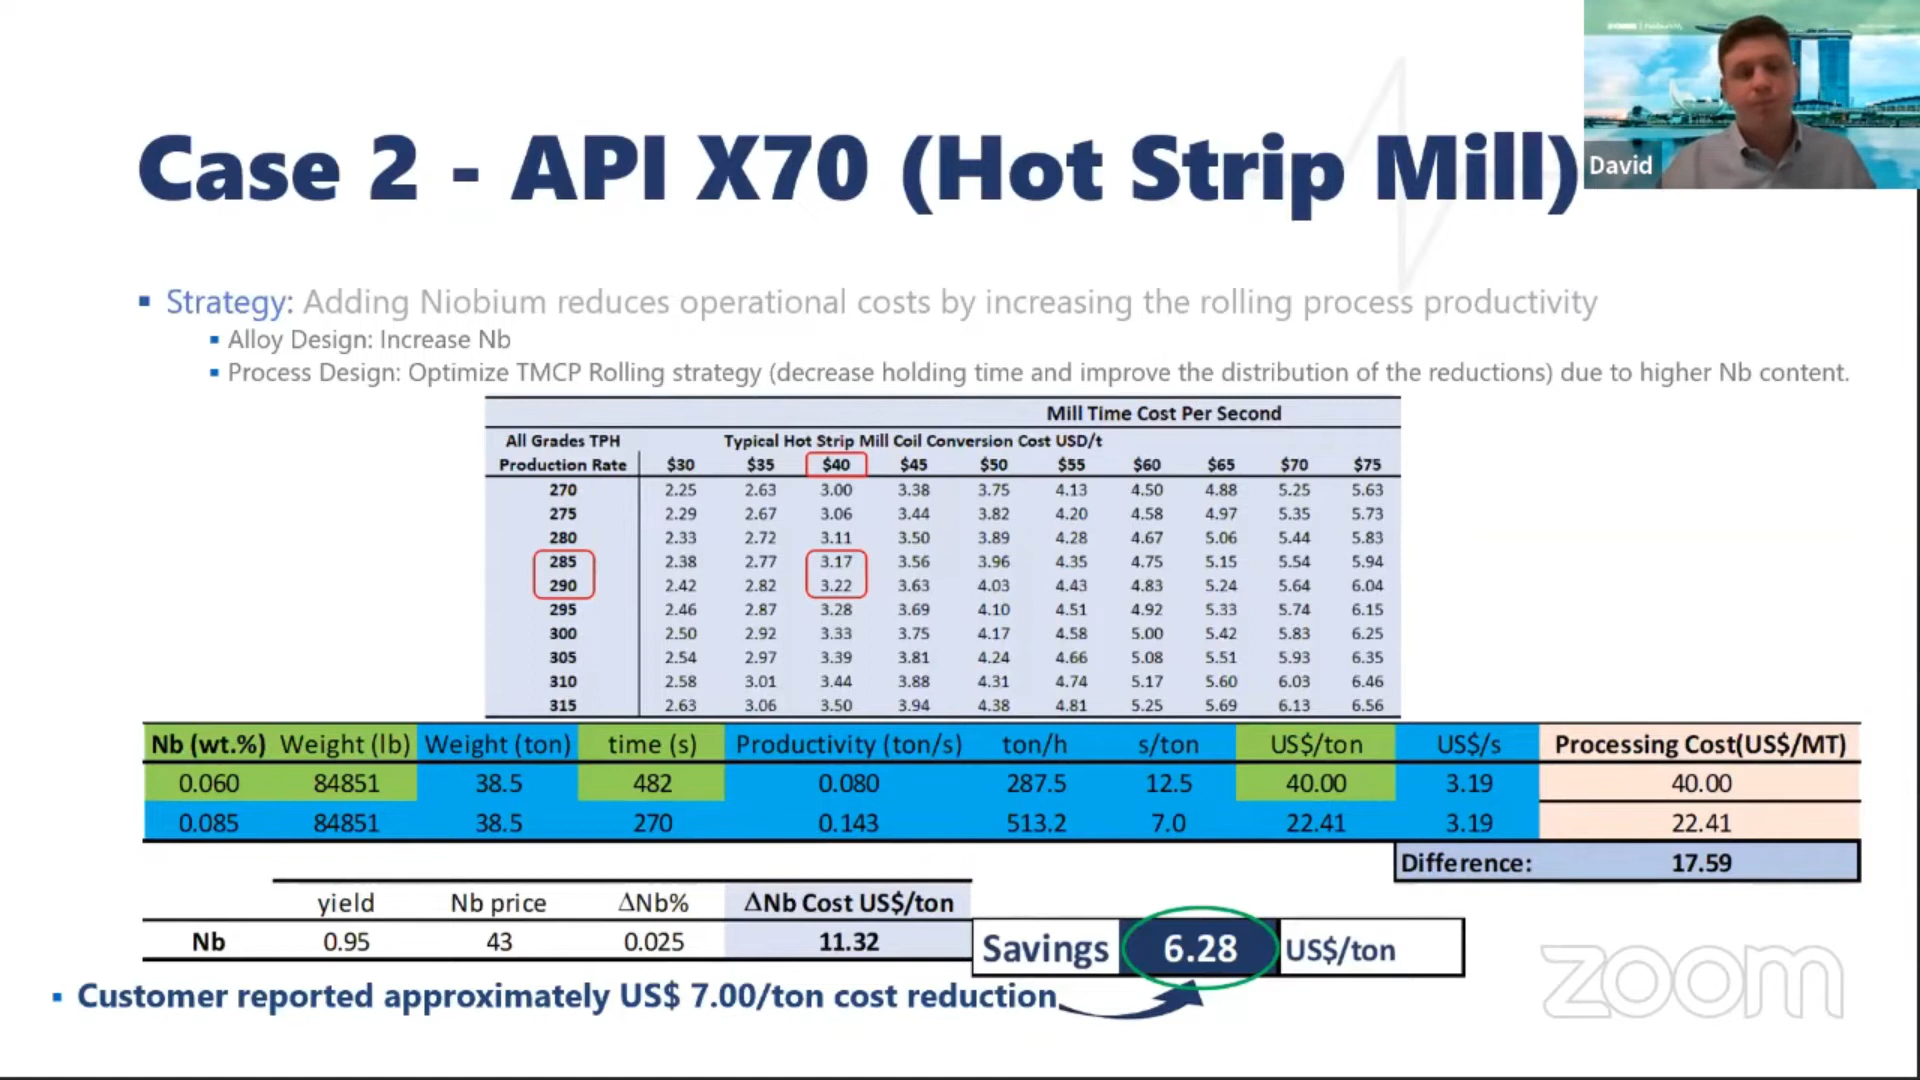 Case 2 - API X70 (Hot Strip Mill)
David
Strategy: Adding Niobium reduces operational costs by increasing the rolling process productivity
Alloy Design: Increase Nb
Process Design: Optimize TMCP Rolling strategy (decrease holding time and improve the distribution of the reductions) due to higher Nb content.
Mill Time Cost Per Second
All Grades TPH Typical Hot Strip Mill Coil Conversion Cost USD/t
Production Rate $30 $35 $40 $45 $50 $55 $60 $65 $70 $75
270 2.25 2.63 3.00 3.38 3.75 4.13 4.50 4.88 5.25 5.63
275 2.29 2.67 3.06 3.44 3.82 4.20 4.58 4.97 5.35 5.73
280 2.33 2.72 3.11 3.50 3.89 4.28 4.67 5.06 5.44 5.83
285 2.38 2.77 3.17 3.56 3.96 4.35 4.75 5.15 5.54 5.94
290 2.42 2.82 3.22 3.63 4.03 4.43 4.83 5.24 5.64 6.04
295 2.46 2.87 3.28 3.69 4.10 4.51 4.92 5.33 5.74 6.15
300 2.50 2.92 3.33 3.75 4.17 4.58 5.00 5.42 5.83 6.25
305 2.54 2.97 3.39 3.81 4.24 4.66 5.08 5.51 5.93 6.35
310 2.58 3.01 3.44 3.88 4.31 4.74 5.17 5.60 6.03 6.46
315 2.63 3.06 3.50 3.94 4.38 4.81 5.25 5.69 6.13 6.56
Nb (wt.%) Weight (lb) Weight (ton) time (s) Productivity (ton/s) ton/h s/ton US$/ton US$/s Processing Cost(US$/MT)
0.060 84851 38.5 482 0.080 287.5 12.5 40.00 3.19 40.00
0.085 84851 38.5 270 0.143 513.2 7.0 22.41 3.19 22.41
Difference: 17.59
yield Nb price ΔNb% ΔNb Cost US$/ton
Nb 0.95 43 0.025 11.32
Savings 6.28 US$/ton
Customer reported approximately US$ 7.00/ton cost reduction
zoom